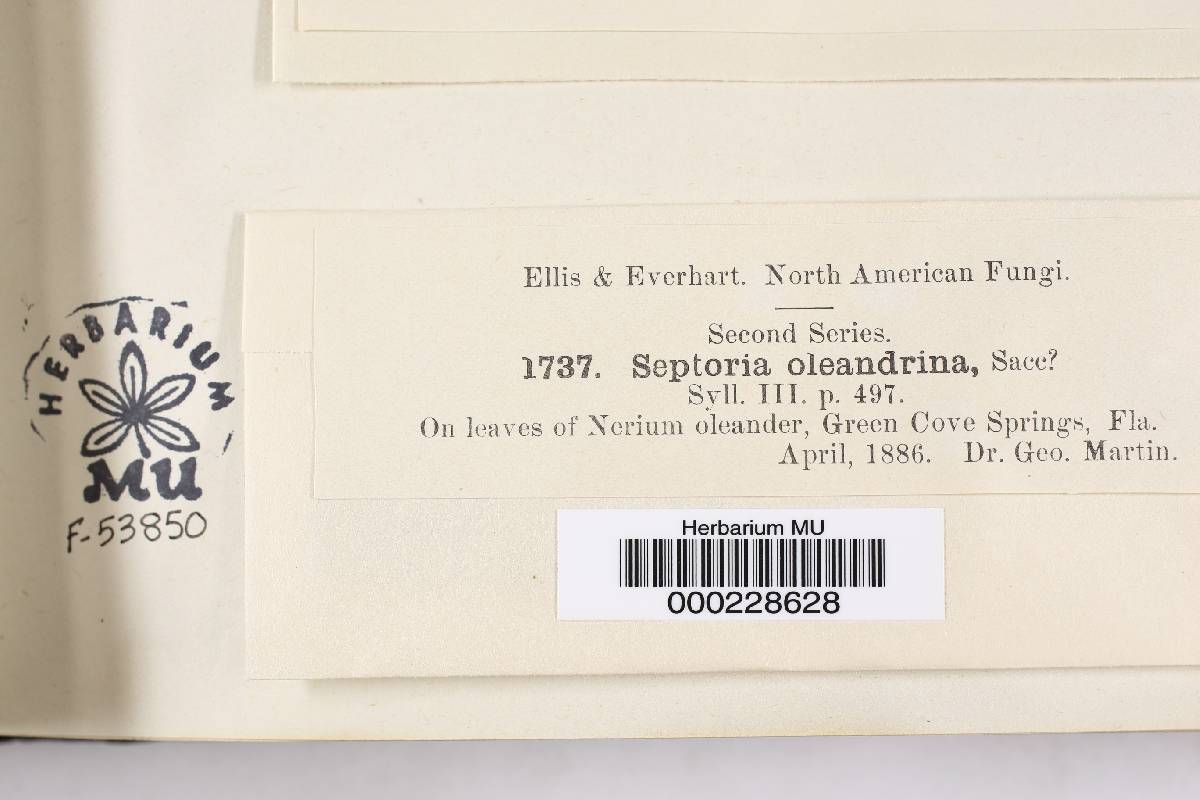 Ellis & Everhart. North American Fungi.
Second Series.
1737. Septoria oleandrina, Sacc?
Syll. III. p. 497.
On leaves of Nerium oleander, Green Cove Springs, Fla.
April, 1886. Dr. Geo. Martin.
HERBARIUM
MU
F-53850
Herbarium MU
000228628